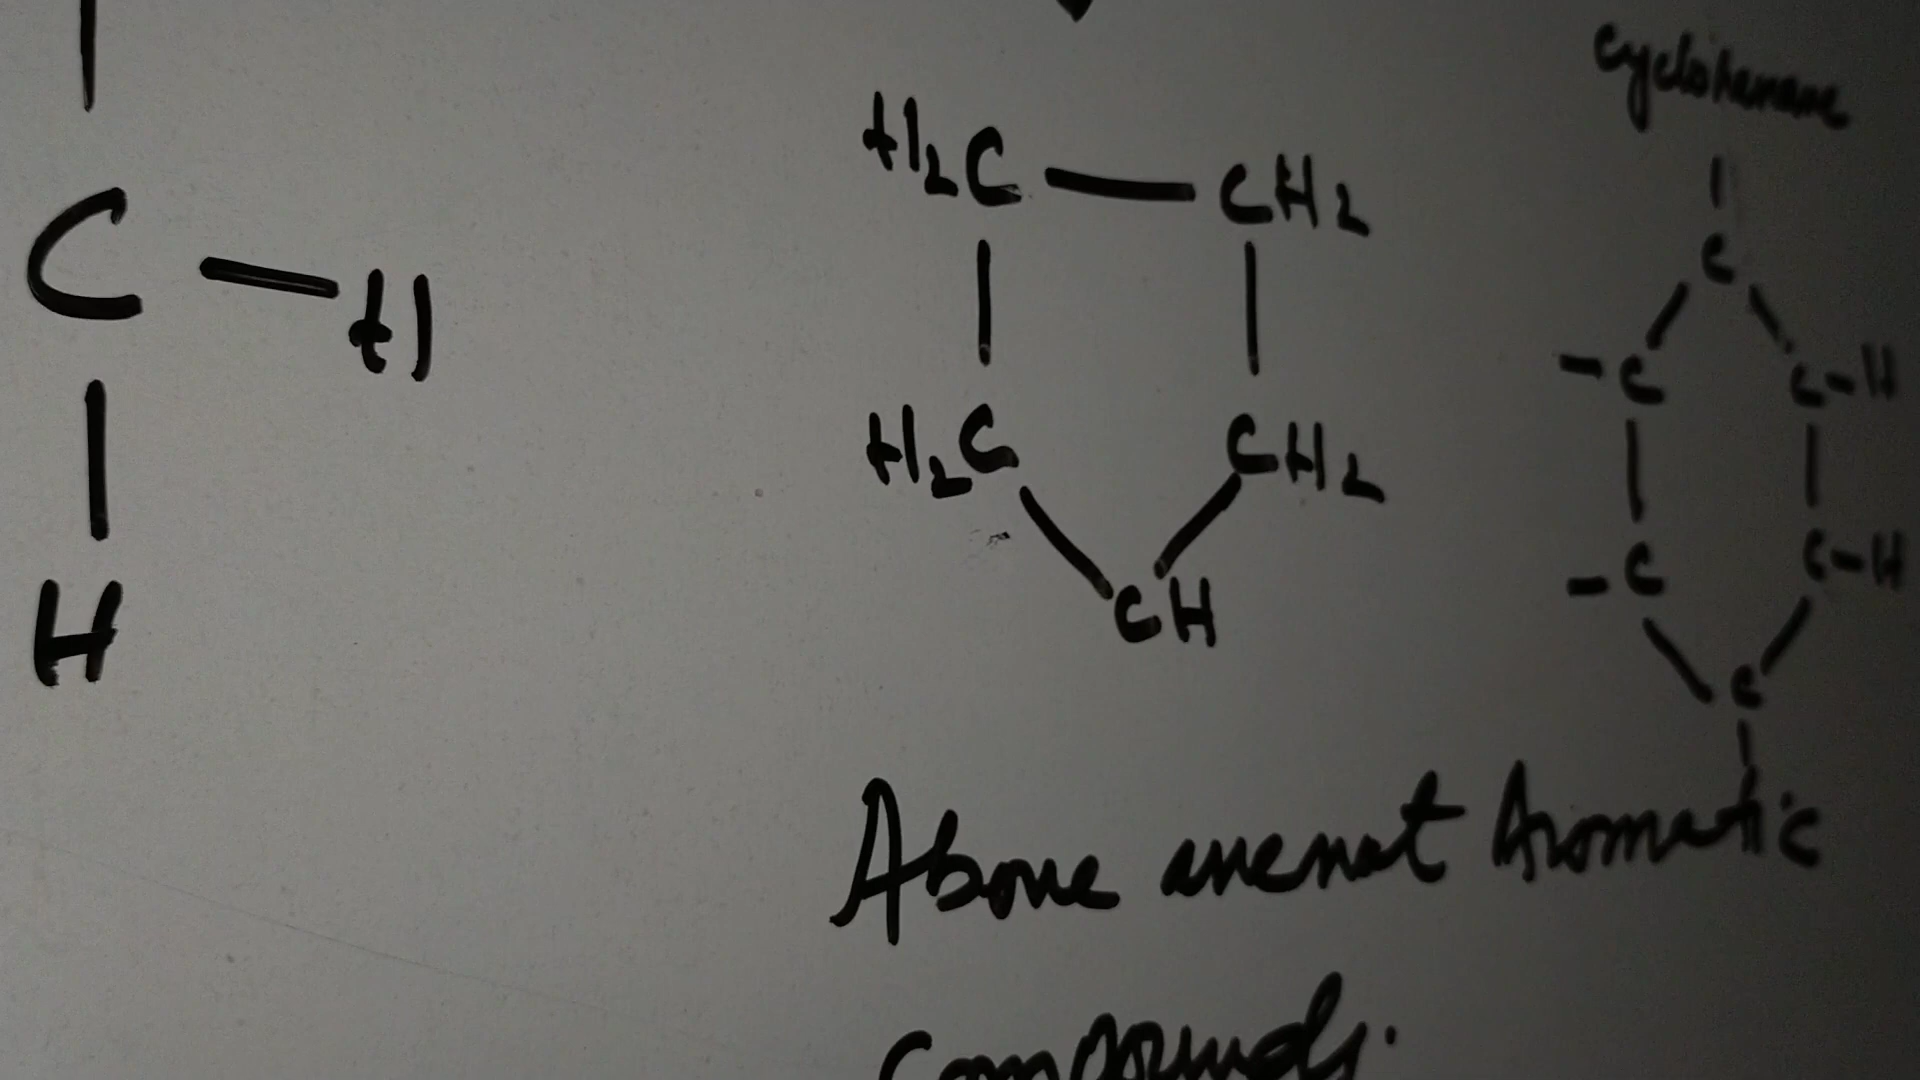 cyclohexane
H₂C — CH₂
C — H
C
C C-H
H₂C CH₂
C C-H
CH
H
C
Above are not Aromatic
Compounds.